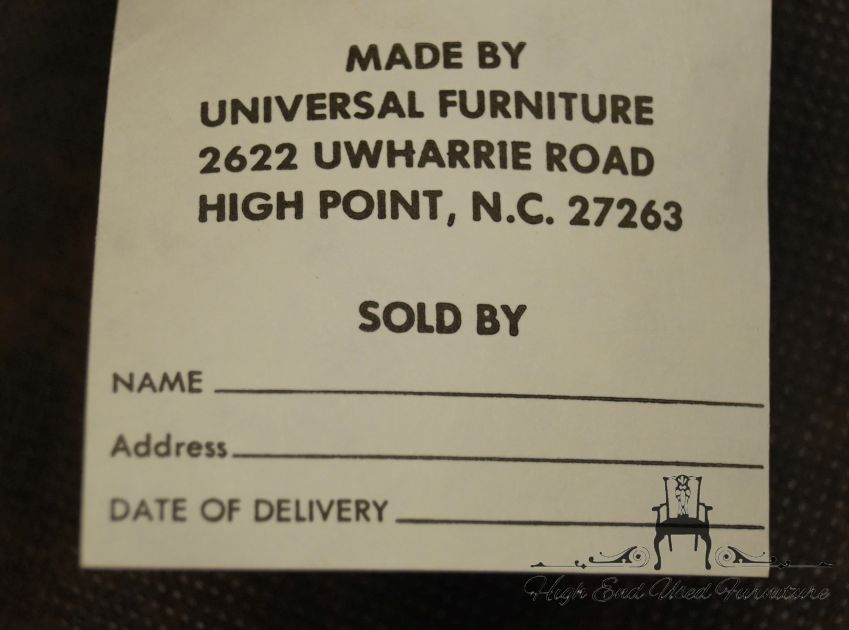 MADE BY
UNIVERSAL FURNITURE
2622 UWHARRIE ROAD
HIGH POINT, N.C. 27263
SOLD BY
NAME
Address
DATE OF DELIVERY
High End Used Furniture